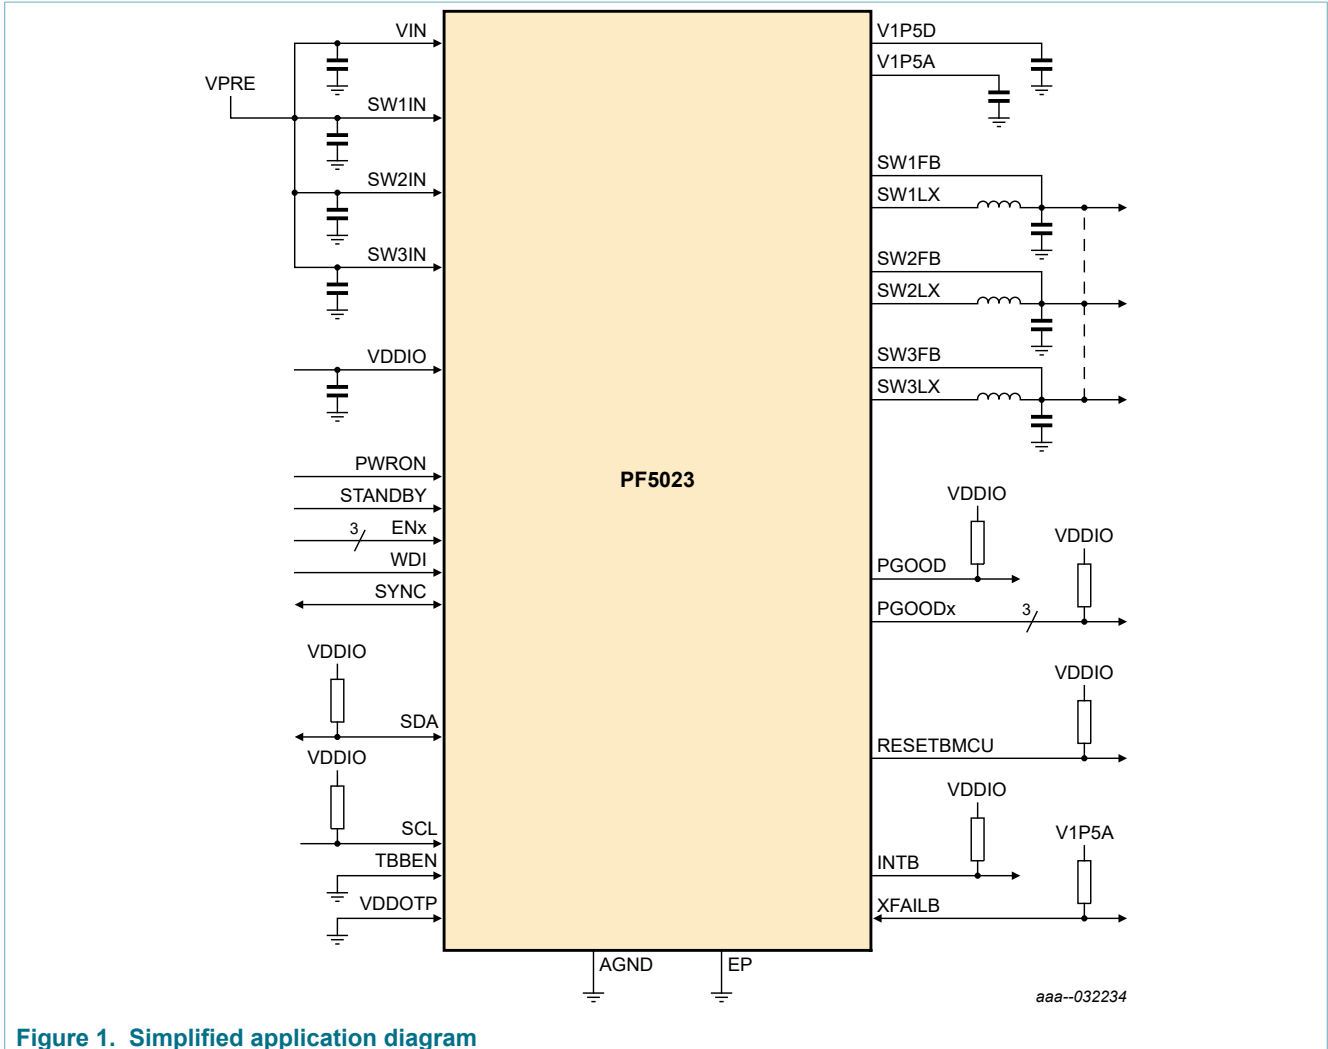 VIN
VPRE
SW1IN
SW2IN
SW3IN
VDDIO
PWRON
STANDBY
3
ENx
WDI
SYNC
VDDIO
SDA
VDDIO
SCL
TBBEN
VDDOTP
PF5023
AGND
EP
V1P5D
V1P5A
SW1FB
SW1LX
SW2FB
SW2LX
SW3FB
SW3LX
VDDIO
VDDIO
PGOOD
PGOODx
3
VDDIO
RESETBMCU
VDDIO
V1P5A
INTB
XFAILB
aaa--032234
Figure 1. Simplified application diagram